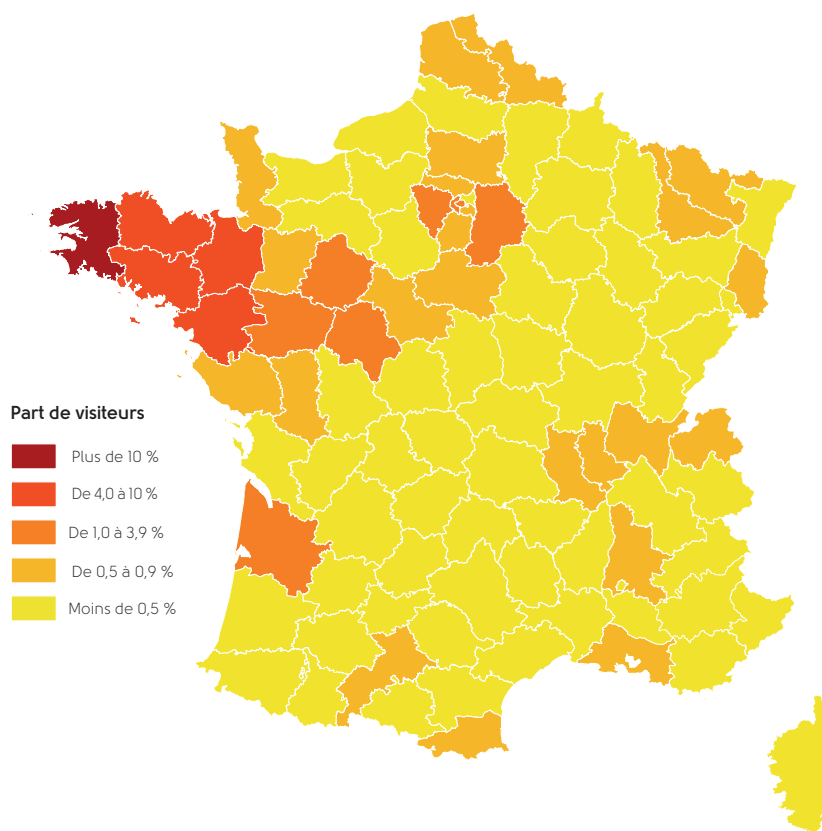 Part de visiteurs
Plus de 10 %
De 4,0 à 10 %
De 1,0 à 3,9 %
De 0,5 à 0,9 %
Moins de 0,5 %